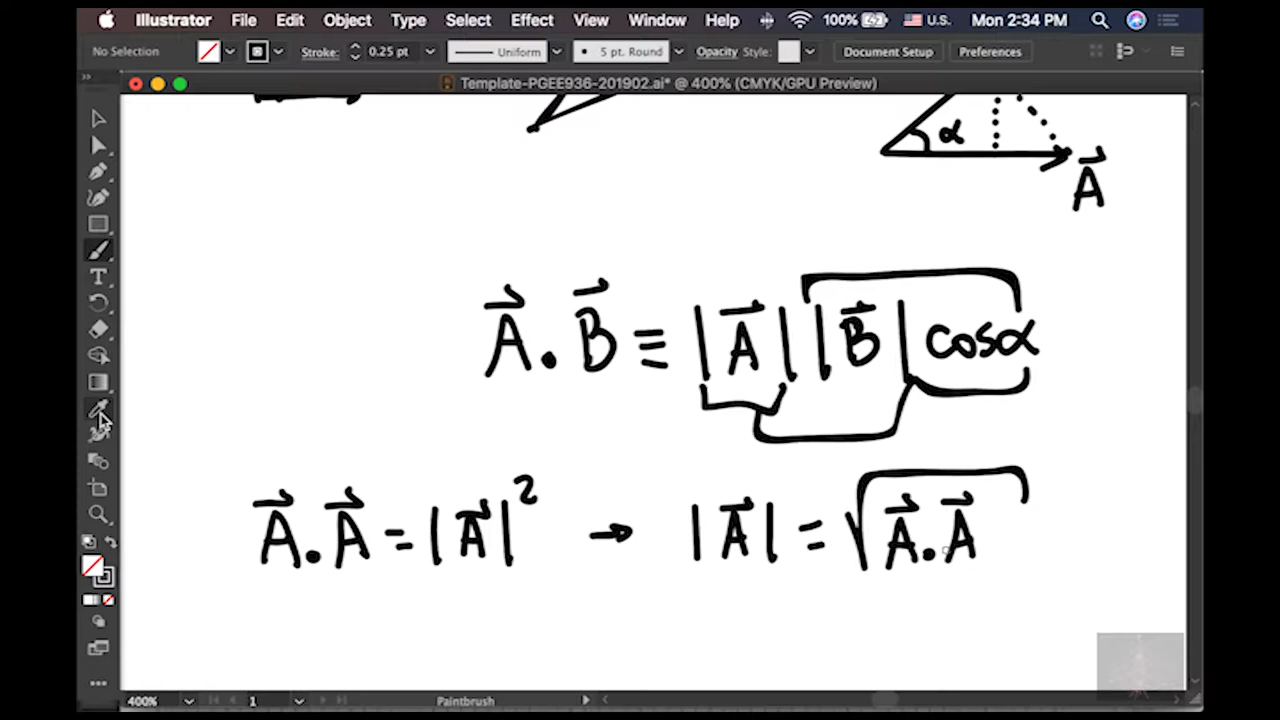 Illustrator File Edit Object Type Select Effect View Window Help 100% U.S. Mon 2:34 PM
No Selection Stroke: 0.25 pt Uniform 5 pt. Round Opacity Style: Document Setup Preferences
Template-PGEE936-201902.ai* @ 400% (CMYK/GPU Preview)
α
A⃗
A⃗ . B⃗ ≡ |A⃗| |B⃗| cosα
A⃗ . A⃗ = |A⃗|² → |A⃗| = √A⃗ . A⃗
400% 1 Paintbrush